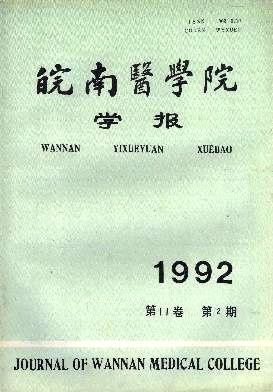 皖南醫學院
学报
WANNAN YIXUEYUAN XUEBAO
1992
第11卷 第2期
JOURNAL OF WANNAN MEDICAL COLLEGE